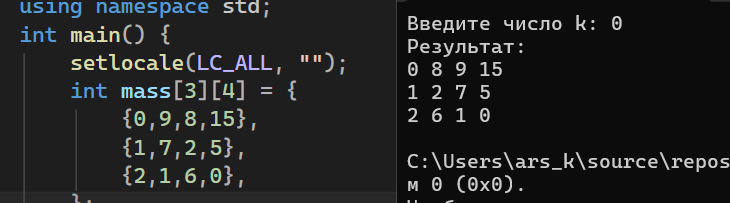 using namespace std;
int main() {
setlocale(LC_ALL, "");
int mass[3][4] = {
{0,9,8,15},
{1,7,2,5},
{2,1,6,0},
Введите число k: 0
Результат:
0 8 9 15
1 2 7 5
2 6 1 0
C:\Users\ars_k\source\repos
м 0 (0x0).